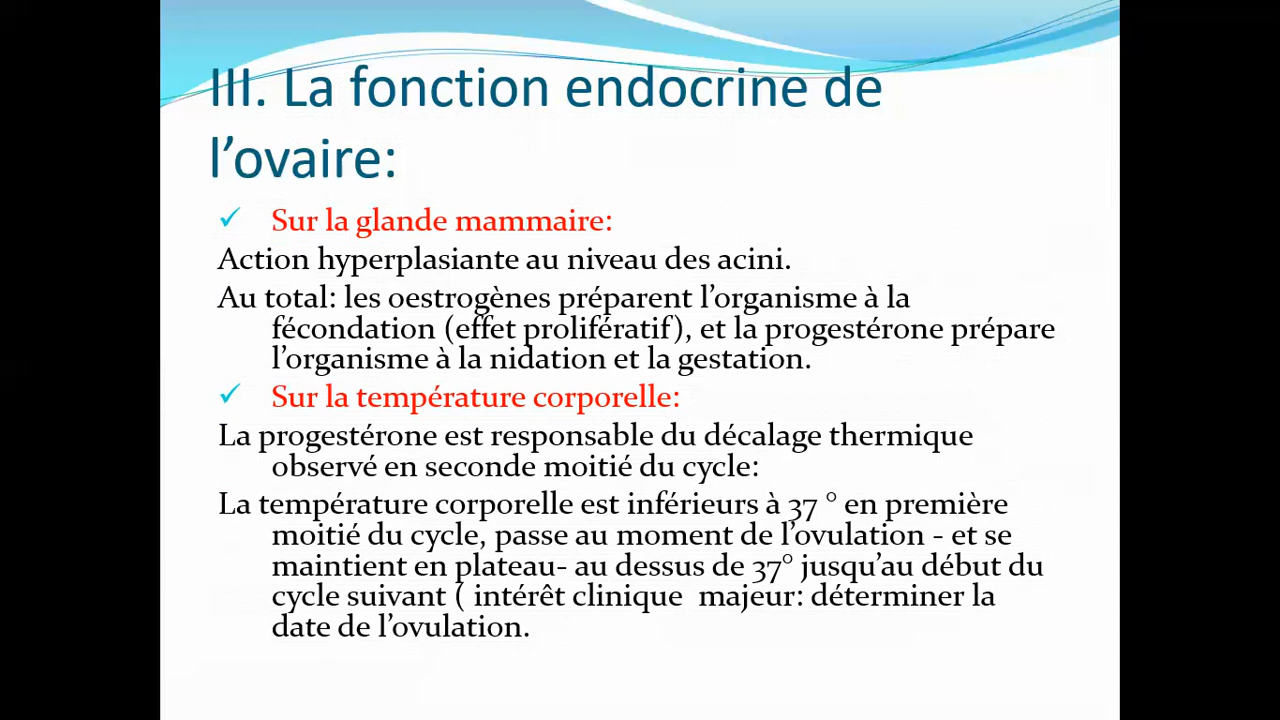 III. La fonction endocrine de
l’ovaire:
✓ Sur la glande mammaire:
Action hyperplasiante au niveau des acini.
Au total: les oestrogènes préparent l’organisme à la
fécondation (effet prolifératif), et la progestérone prépare
l’organisme à la nidation et la gestation.
✓ Sur la température corporelle:
La progestérone est responsable du décalage thermique
observé en seconde moitié du cycle:
La température corporelle est inférieurs à 37 ° en première
moitié du cycle, passe au moment de l’ovulation - et se
maintient en plateau- au dessus de 37° jusqu’au début du
cycle suivant ( intérêt clinique majeur: déterminer la
date de l’ovulation.